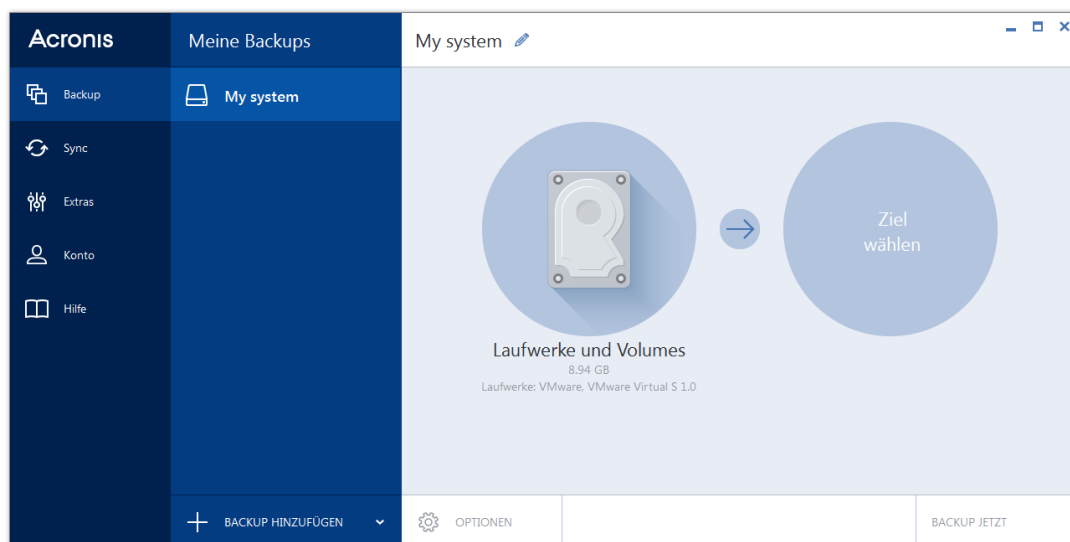 Acronis
Meine Backups
My system
Backup
My system
Sync
Extras
Konto
Hilfe
Ziel
wählen
Laufwerke und Volumes
8.94 GB
Laufwerke: VMware, VMware Virtual S 1.0
BACKUP HINZUFÜGEN
OPTIONEN
BACKUP JETZT